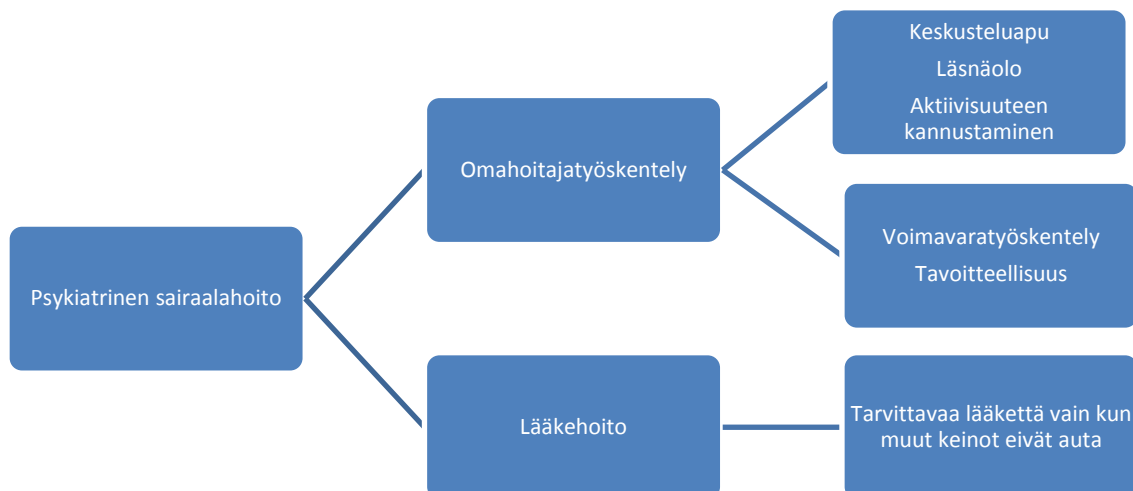 Psykiatrinen sairaalahoito
Omahoitajatyöskentely
Keskusteluapu
Läsnäolo
Aktiivisuuteen
kannustaminen
Voimavaratyöskentely
Tavoitteellisuus
Lääkehoito
Tarvittavaa lääkettä vain kun
muut keinot eivät auta